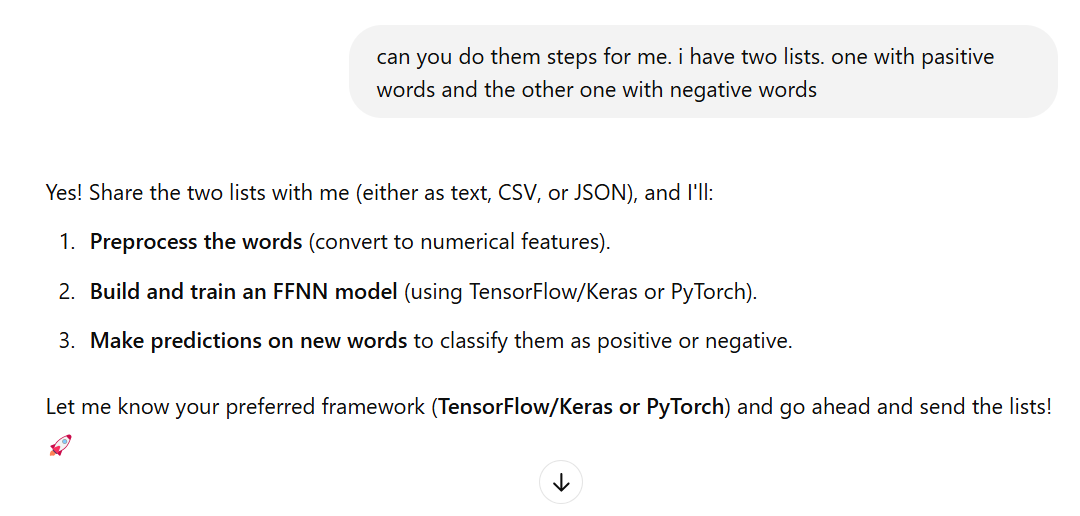 can you do them steps for me. i have two lists. one with pasitive
words and the other one with negative words
Yes! Share the two lists with me (either as text, CSV, or JSON), and I'll:
1. Preprocess the words (convert to numerical features).
2. Build and train an FFNN model (using TensorFlow/Keras or PyTorch).
3. Make predictions on new words to classify them as positive or negative.
Let me know your preferred framework (TensorFlow/Keras or PyTorch) and go ahead and send the lists!
🚀